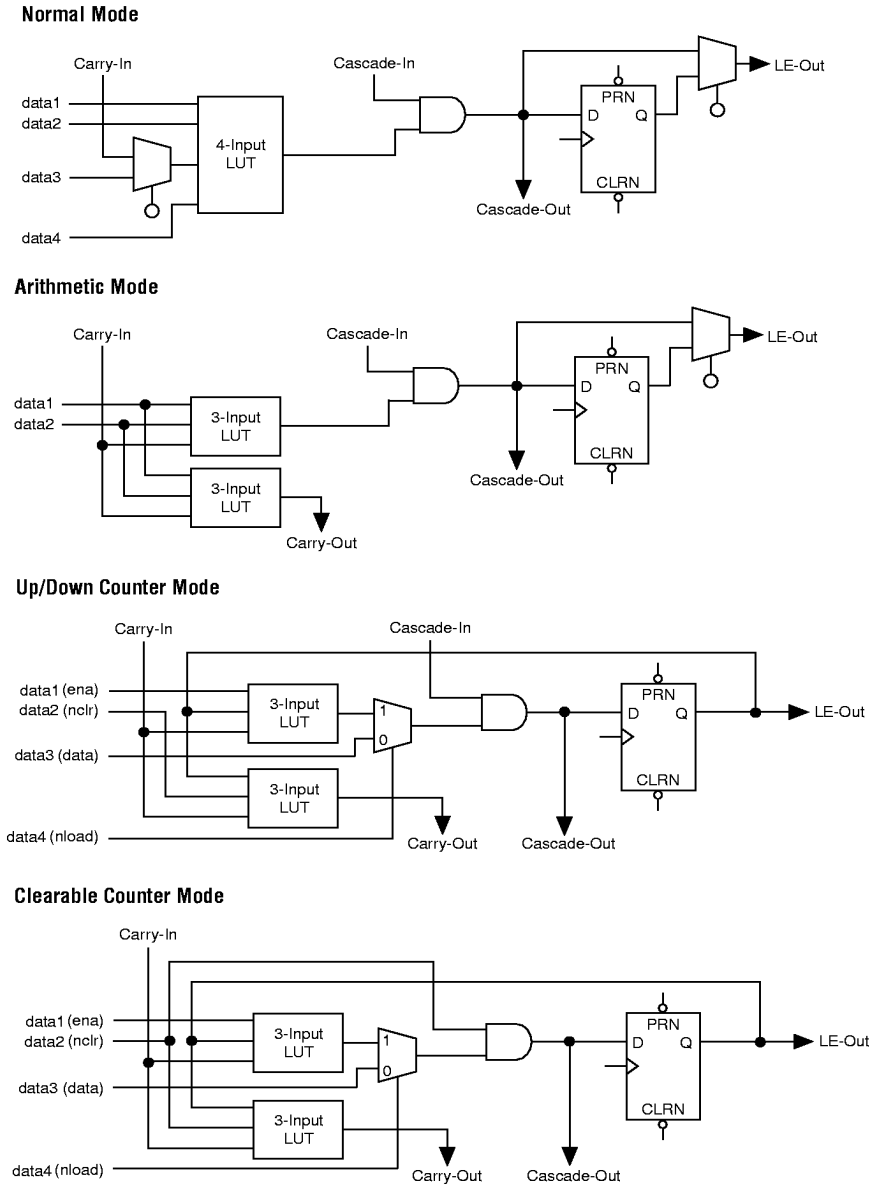 Normal Mode
Carry-In
Cascade-In
LE-Out
data1
data2
data3
data4
4-Input
LUT
PRN
D
Q
CLRN
Cascade-Out
Arithmetic Mode
Carry-In
Cascade-In
LE-Out
data1
data2
3-Input
LUT
3-Input
LUT
PRN
D
Q
CLRN
Cascade-Out
Carry-Out
Up/Down Counter Mode
Carry-In
Cascade-In
data1 (ena)
data2 (nclr)
data3 (data)
data4 (nload)
3-Input
LUT
1
0
3-Input
LUT
PRN
D
Q
CLRN
LE-Out
Carry-Out
Cascade-Out
Clearable Counter Mode
Carry-In
data1 (ena)
data2 (nclr)
data3 (data)
data4 (nload)
3-Input
LUT
1
0
3-Input
LUT
PRN
D
Q
CLRN
LE-Out
Carry-Out
Cascade-Out